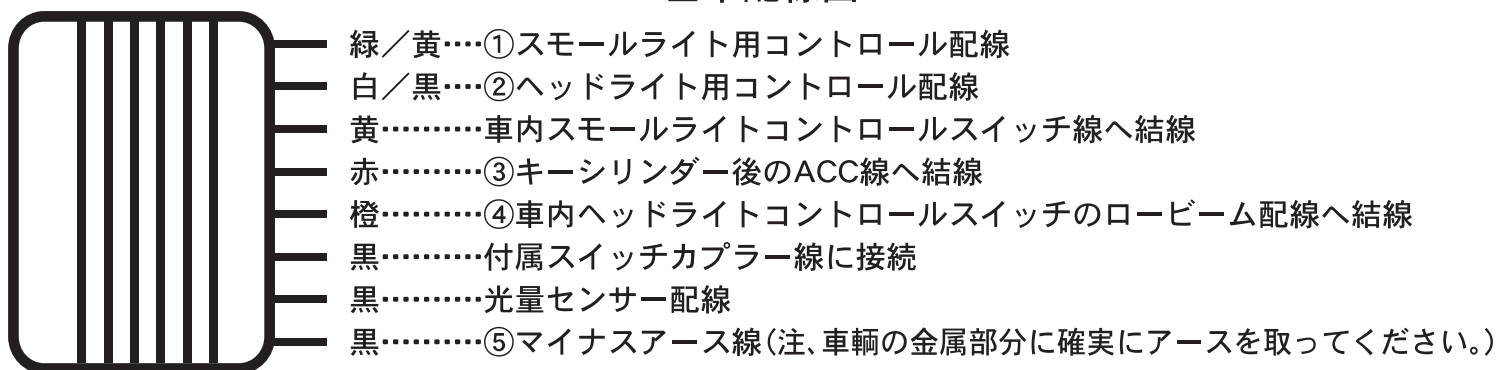 緑／黄････①スモールライト用コントロール配線
白／黒････②ヘッドライト用コントロール配線
黄･･････････車内スモールライトコントロールスイッチ線へ結線
赤･･････････③キーシリンダー後のACC線へ結線
橙･･････････④車内ヘッドライトコントロールスイッチのロービーム配線へ結線
黒･･････････付属スイッチカプラー線に接続
黒･･････････光量センサー配線
黒･･････････⑤マイナスアース線（注、車輌の金属部分に確実にアースを取ってください。）